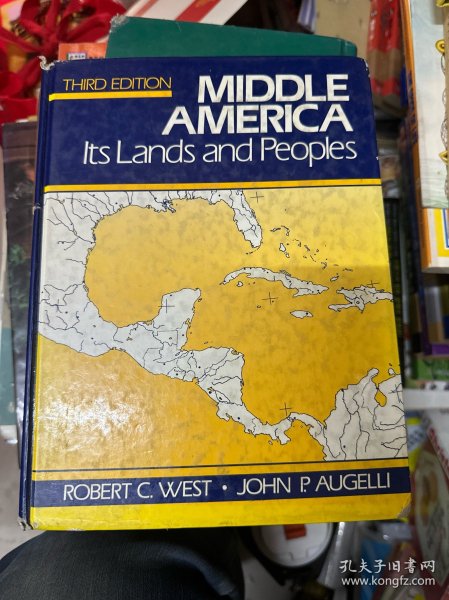 THIRD EDITION
MIDDLE
AMERICA
Its Lands and Peoples
ROBERT C. WEST • JOHN P. AUGELLI
孔夫子旧书网
www.kongfz.com